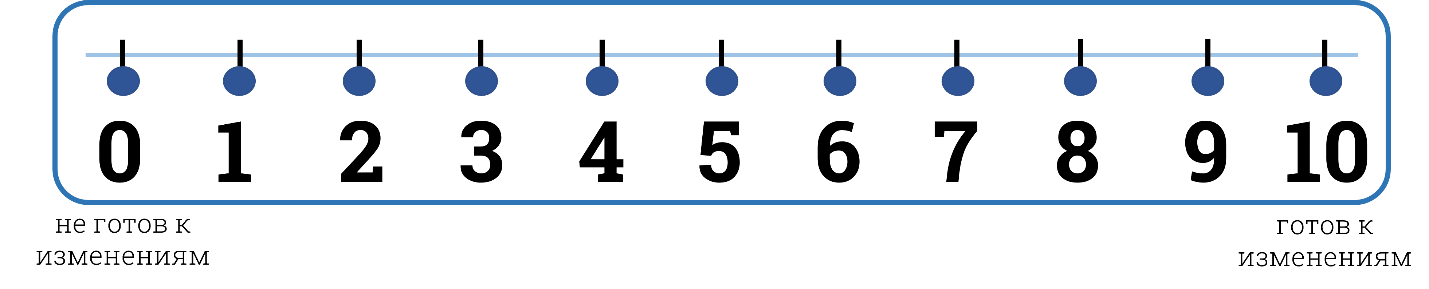 0 1 2 3 4 5 6 7 8 9 10
не готов к
изменениям
готов к
изменениям